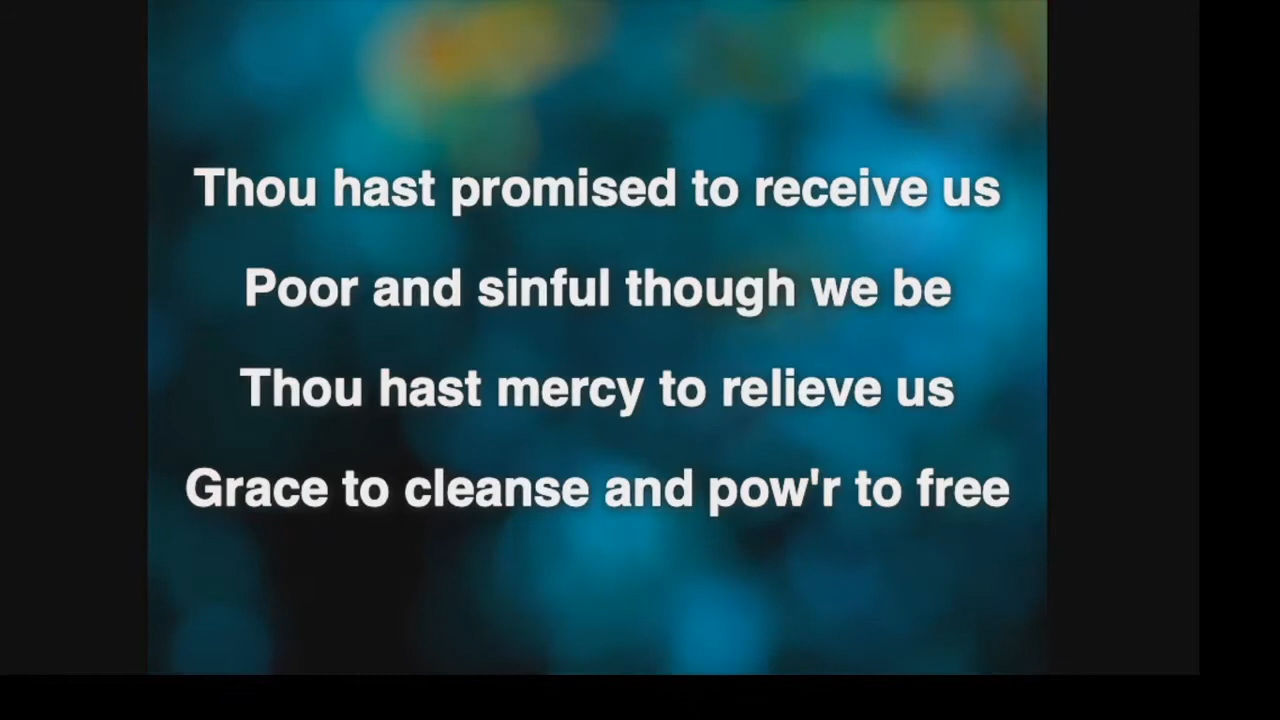 Thou hast promised to receive us
Poor and sinful though we be
Thou hast mercy to relieve us
Grace to cleanse and pow'r to free